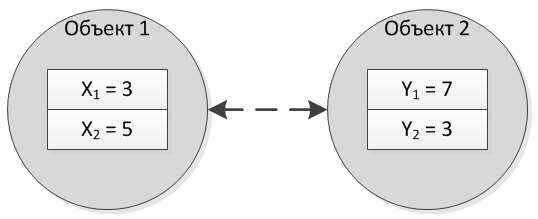 Объект 1
X₁ = 3
X₂ = 5
Объект 2
Y₁ = 7
Y₂ = 3